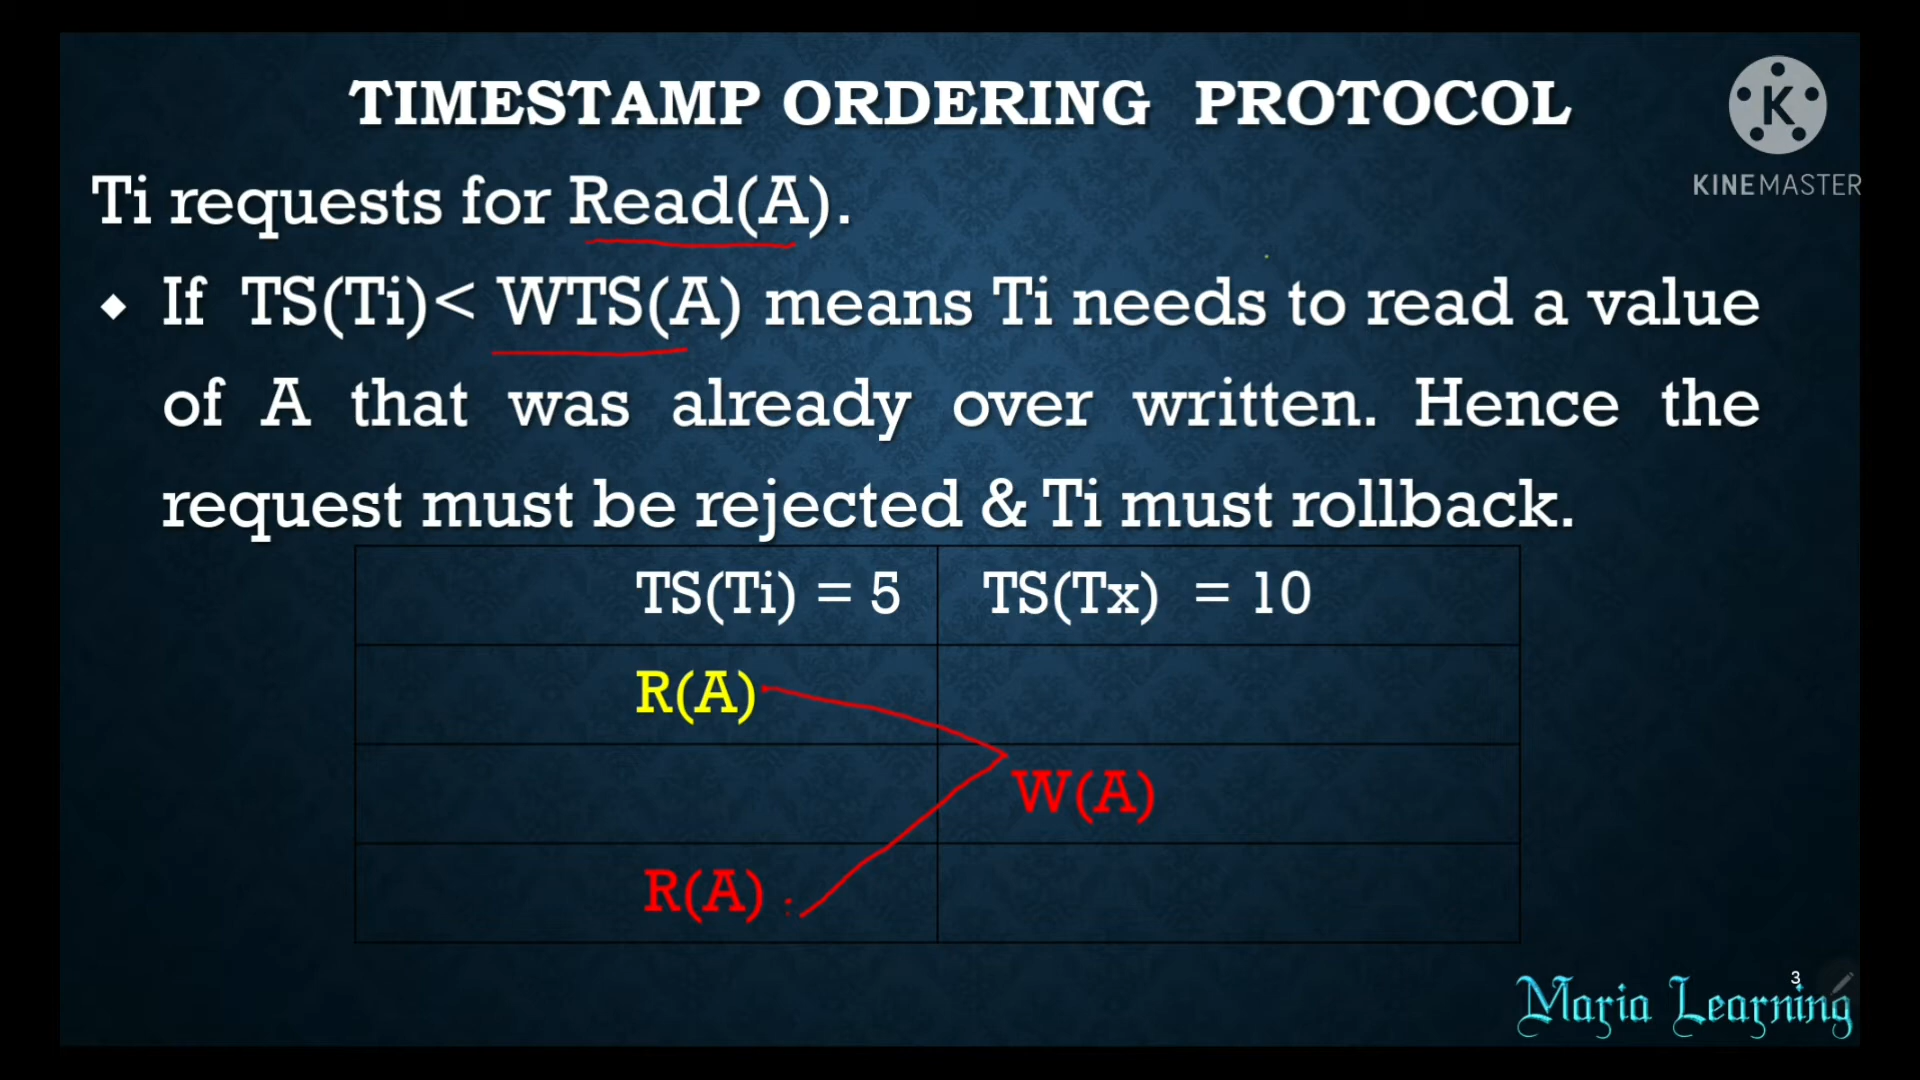 TIMESTAMP ORDERING PROTOCOL
K
KINEMASTER
Ti requests for Read(A).
◆ If TS(Ti)< WTS(A) means Ti needs to read a value
of A that was already over written. Hence the
request must be rejected & Ti must rollback.
TS(Ti) = 5 TS(Tx) = 10
R(A)
W(A)
R(A)
3
Maria Learning